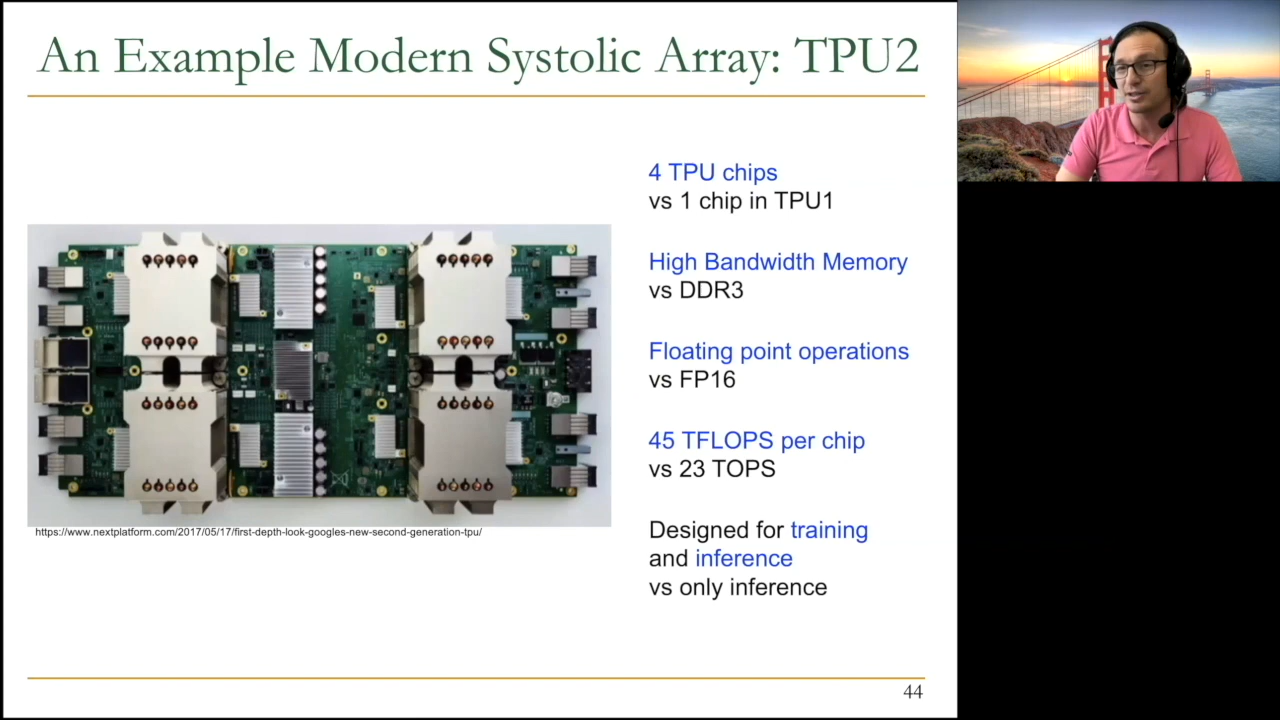 An Example Modern Systolic Array: TPU2
4 TPU chips
vs 1 chip in TPU1
High Bandwidth Memory
vs DDR3
Floating point operations
vs FP16
45 TFLOPS per chip
vs 23 TOPS
Designed for training
and inference
vs only inference
https://www.nextplatform.com/2017/05/17/first-depth-look-googles-new-second-generation-tpu/
44